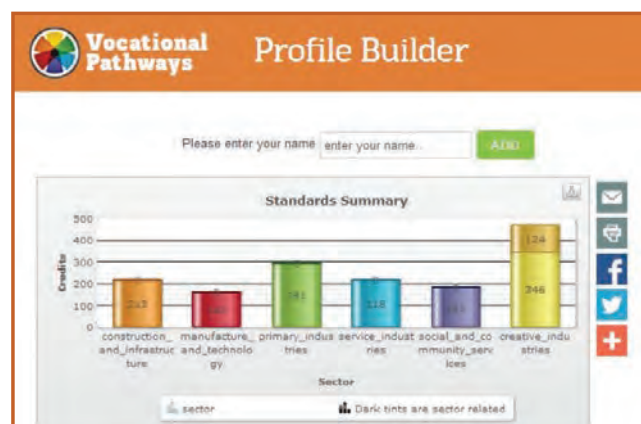 Vocational
Pathways
Profile Builder
Please enter your name
enter your name..
Add
Standards Summary
Credits
500
400
300
200
100
0
124
346
construction_
and_infrastruc
ture
manufacture_
and_technolo
gy
primary_indus
tries
service_indust
ries
social_and_co
mmunity_serv
ices
creative_indu
stries
Sector
sector
Dark tints are sector related